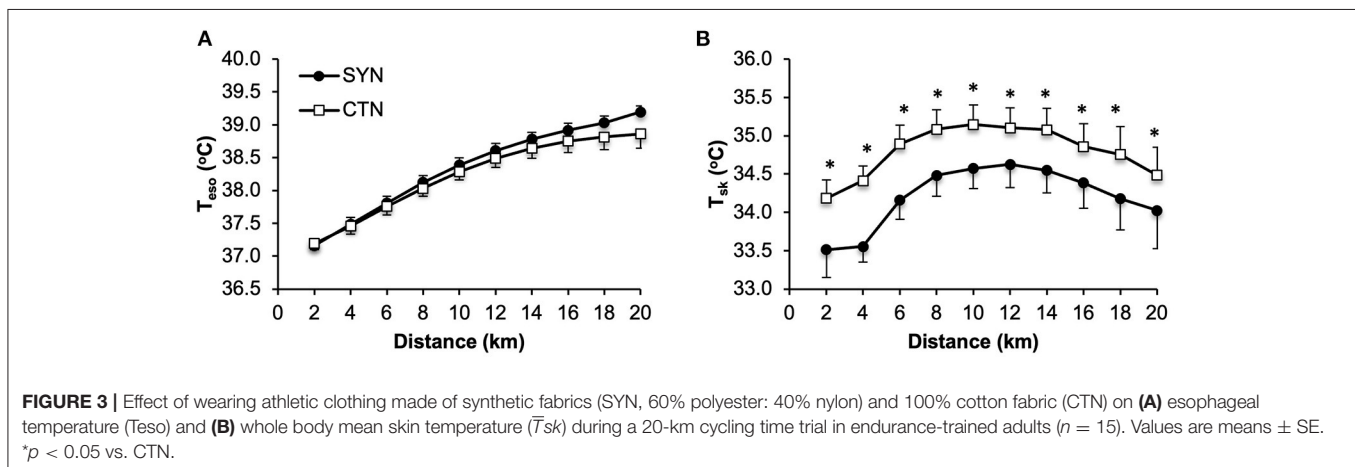 A
B
40.0
39.5
39.0
38.5
38.0
37.5
37.0
36.5
Teso (ºC)
SYN
CTN
0 2 4 6 8 10 12 14 16 18 20
Distance (km)
36.0
35.5
35.0
34.5
34.0
33.5
33.0
Tsk (ºC)
* * * * * * * * * *
0 2 4 6 8 10 12 14 16 18 20
Distance (km)
FIGURE 3 | Effect of wearing athletic clothing made of synthetic fabrics (SYN, 60% polyester: 40% nylon) and 100% cotton fabric (CTN) on (A) esophageal
temperature (Teso) and (B) whole body mean skin temperature (T̅sk) during a 20-km cycling time trial in endurance-trained adults (n = 15). Values are means ± SE.
*p < 0.05 vs. CTN.